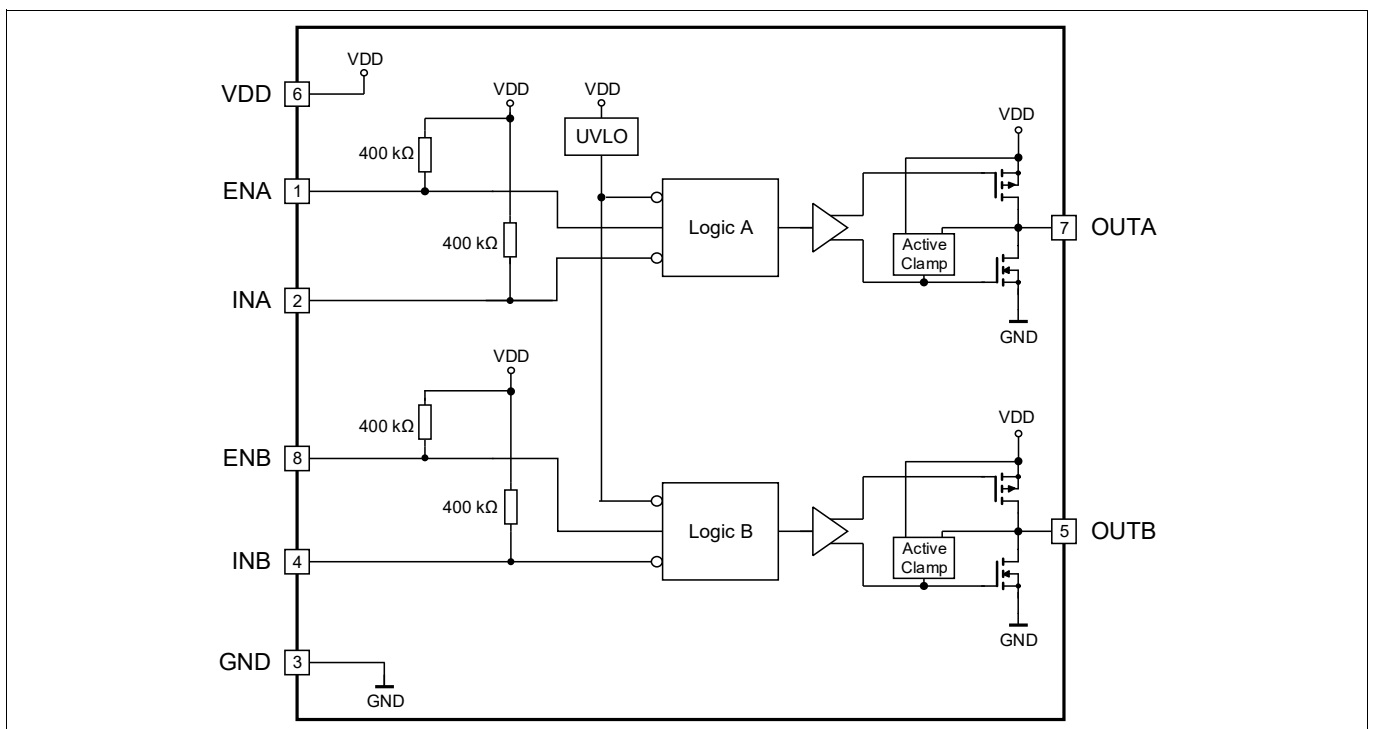 VDD
6
VDD
VDD
VDD
UVLO
VDD
400 kΩ
ENA
1
400 kΩ
Logic A
Active
Clamp
7
OUTA
INA
2
GND
VDD
VDD
400 kΩ
ENB
8
400 kΩ
Logic B
Active
Clamp
5
OUTB
INB
4
GND
GND
3
GND